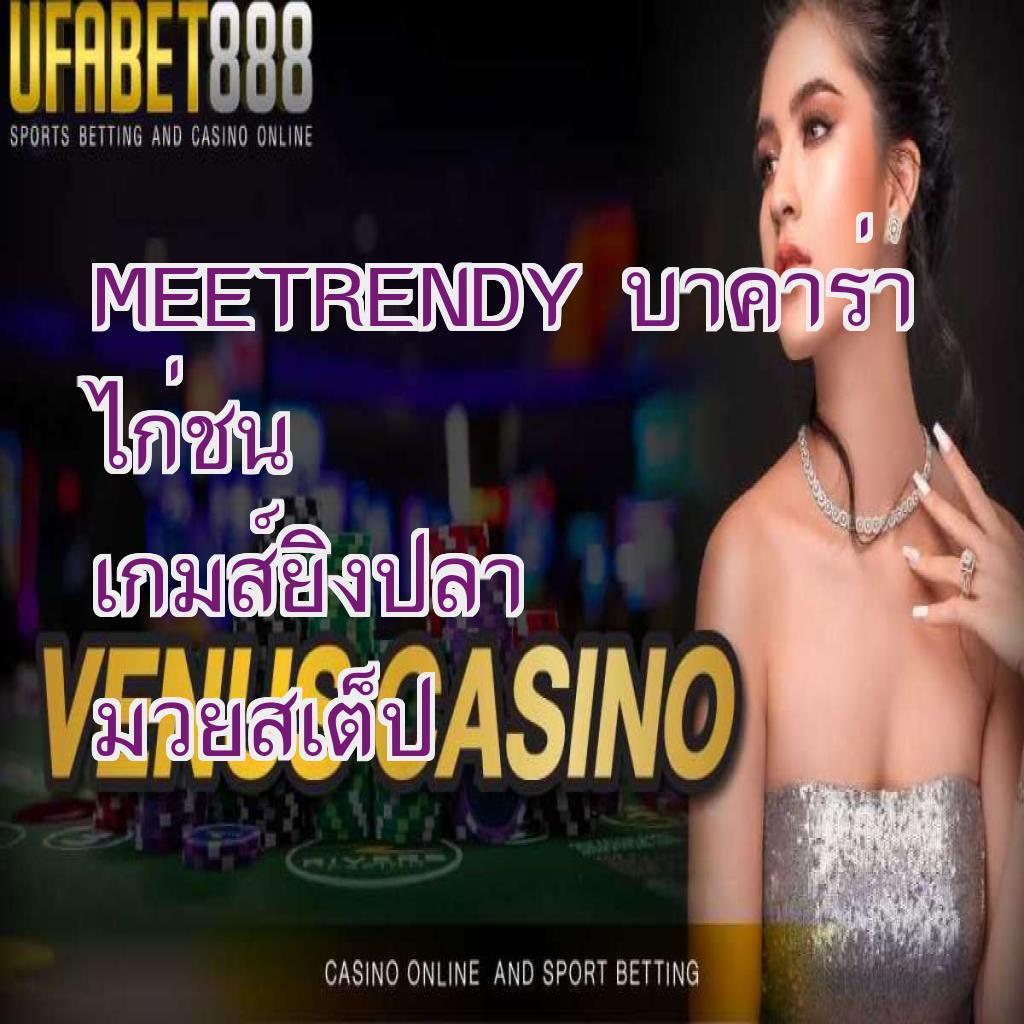 UFABET888
SPORTS BETTING AND CASINO ONLINE
MEETRENDY บาคาร่า
ไก่ชน
เกมส์ยิงปลา
VENUS CASINO
มวยสเต็ป
CASINO ONLINE AND SPORT BETTING